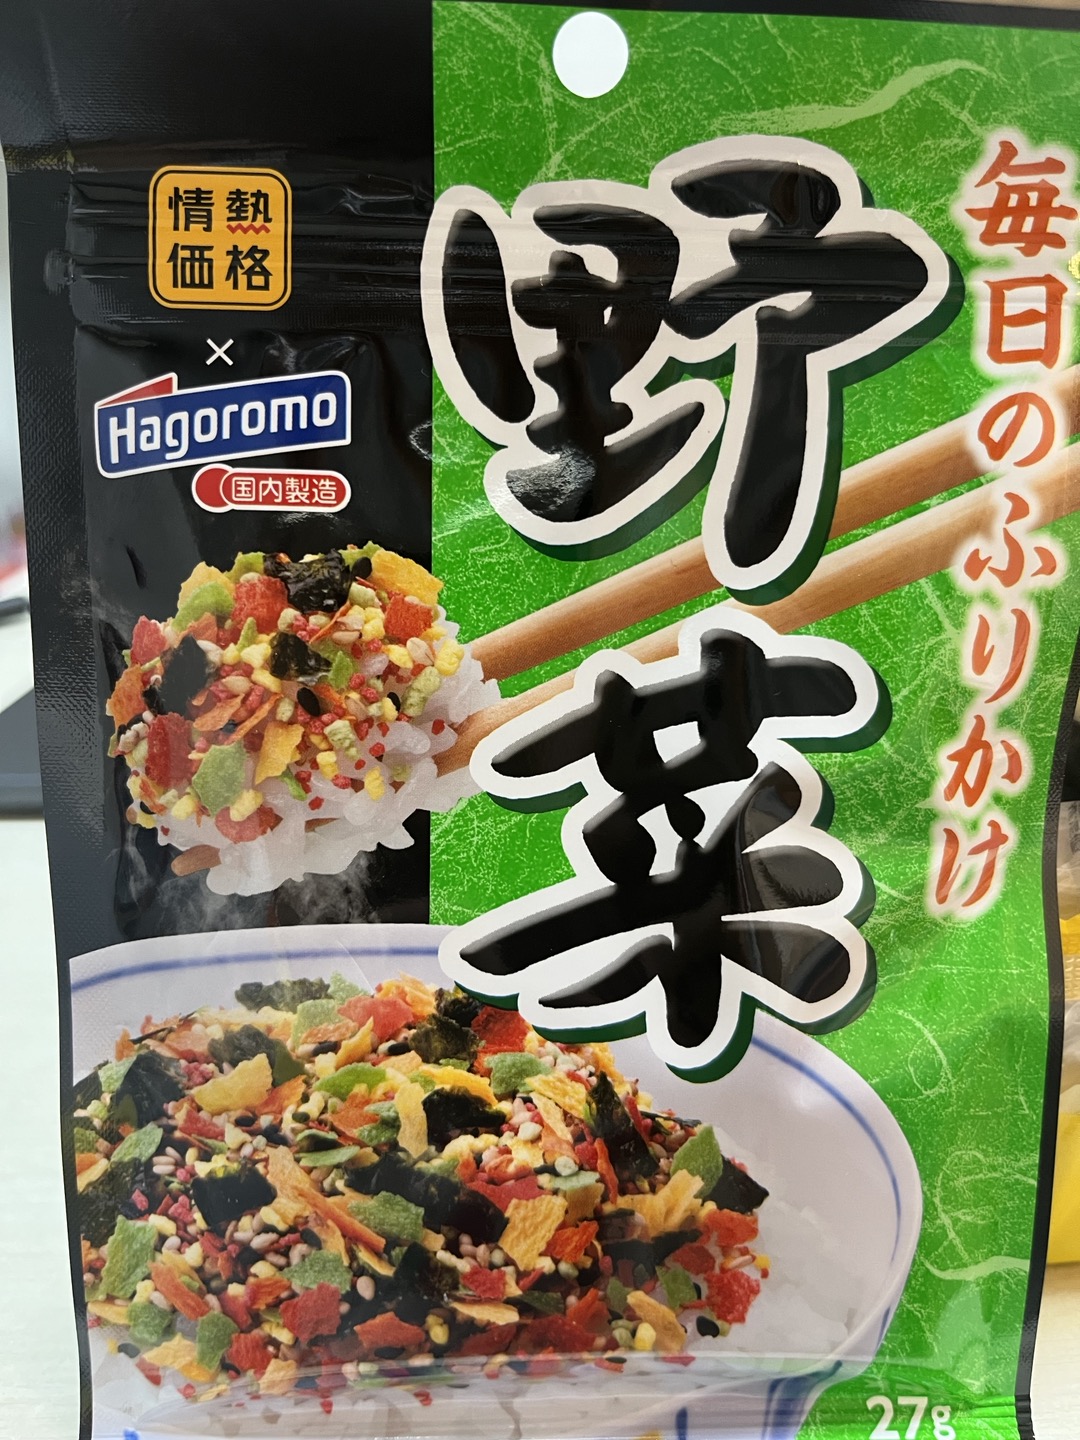 情熱
価格
×
Hagoromo
国内製造
毎日のふりかけ
野菜
27g